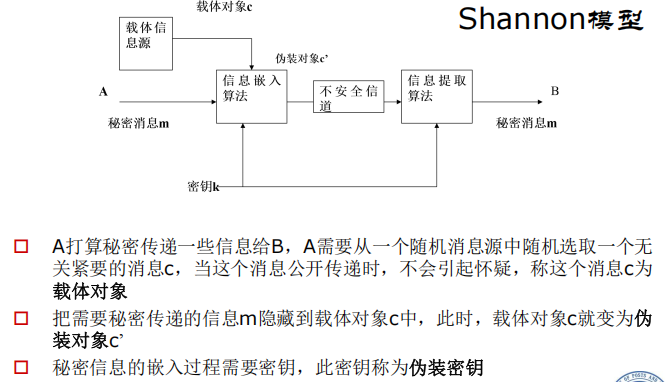 载体对象c
Shannon模型
载体信
息源
伪装对象c’
A
信息嵌入
算法
不安全信
道
信息提取
算法
B
秘密消息m
秘密消息m
密钥k
A打算秘密传递一些信息给B，A需要从一个随机消息源中随机选取一个无
关紧要的消息c，当这个消息公开传递时，不会引起怀疑，称这个消息c为
载体对象
把需要秘密传递的信息m隐藏到载体对象c中，此时，载体对象c就变为伪
装对象c’
秘密信息的嵌入过程需要密钥，此密钥称为伪装密钥